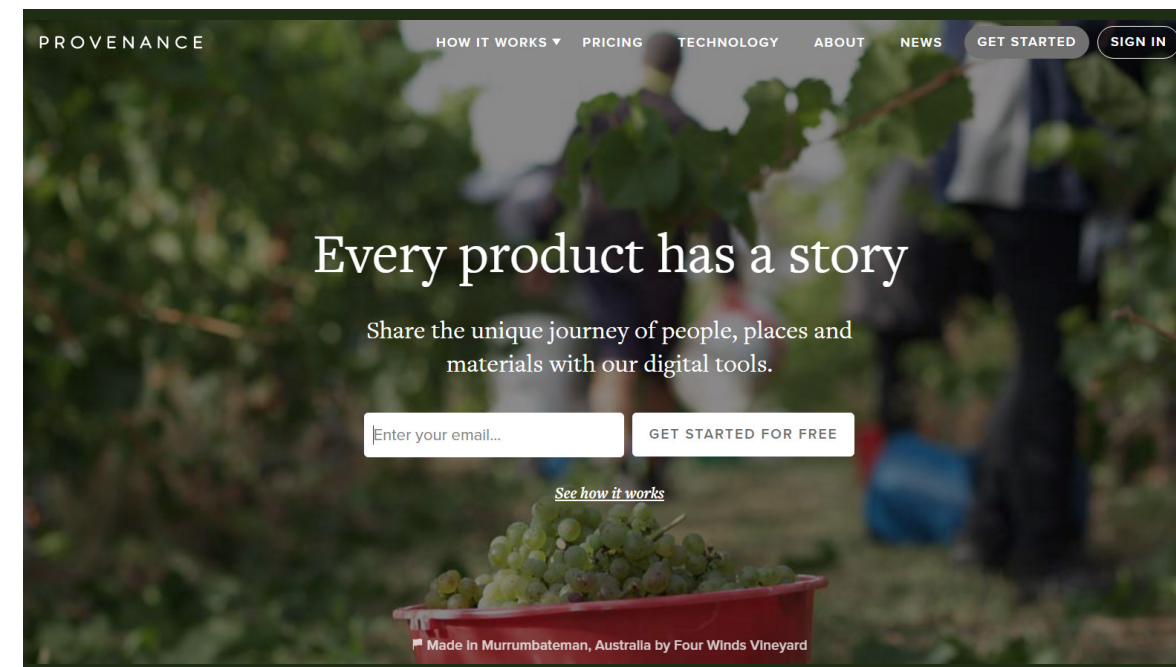 PROVENANCE
HOW IT WORKS ▼ PRICING TECHNOLOGY ABOUT NEWS GET STARTED SIGN IN
Every product has a story
Share the unique journey of people, places and
materials with our digital tools.
Enter your email... GET STARTED FOR FREE
See how it works
Made in Murrumbateman, Australia by Four Winds Vineyard